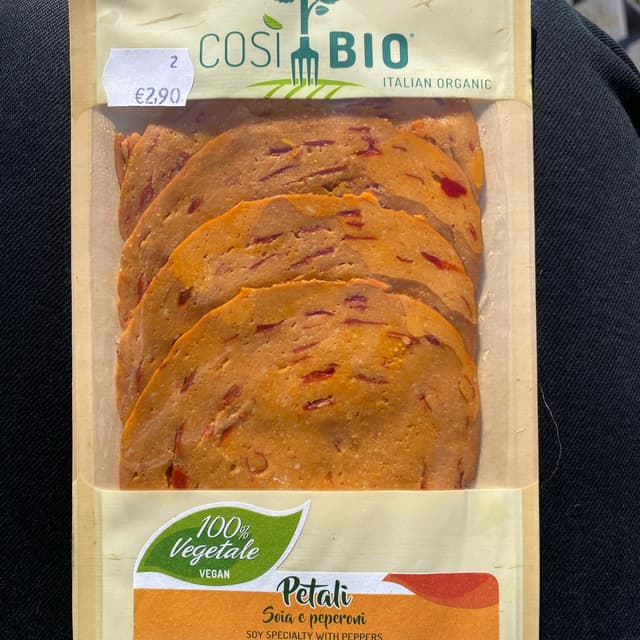 2
€2,90
COSÌ BIO®
ITALIAN ORGANIC
100%
Vegetale
VEGAN
Petali
Soia e peperoni
SOY SPECIALTY WITH PEPPERS